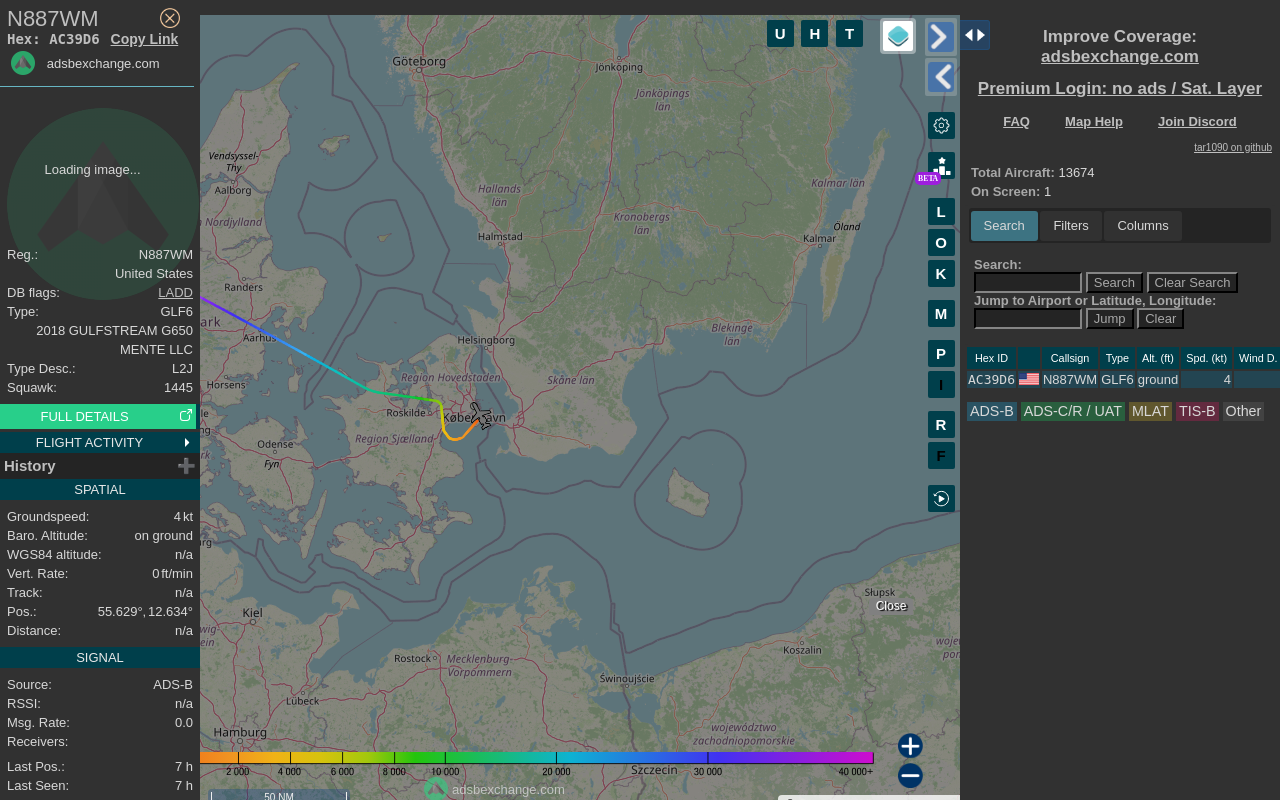 N887WM
Hex: AC39D6 Copy Link
adsbexchange.com
Loading image...
Reg.: N887WM
United States
DB flags: LADD
Type: GLF6
2018 GULFSTREAM G650
MENTE LLC
Type Desc.: L2J
Squawk: 1445
FULL DETAILS
FLIGHT ACTIVITY
History
SPATIAL
Groundspeed: 4 kt
Baro. Altitude: on ground
WGS84 altitude: n/a
Vert. Rate: 0 ft/min
Track: n/a
Pos.: 55.629°, 12.634°
Distance: n/a
SIGNAL
Source: ADS-B
RSSI: n/a
Msg. Rate: 0.0
Receivers:
Last Pos.: 7 h
Last Seen: 7 h
U H T
Göteborg
Jönköping
Jönköpings
län
Vendsyssel-
Thy
Aalborg
n Nordjylland
Hallands
län
Kalmar län
Kronobergs
län
Öland
Halmstad
Kalmar
Randers
ark
Aarhus
Blekinge
län
Helsingborg
Horsens
Region Hovedstaden
Skåne län
Roskilde
København
Region Sjælland
Odense
Fyn
Kiel
Słupsk
Close
Koszalin
Rostock
Mecklenburg-
Vorpommern
Świnoujście
Lübeck
Hamburg
województwo
zachodniopomorskie
Szczecin
2 000 4 000 6 000 8 000 10 000 20 000 30 000 40 000+
adsbexchange.com
50 NM
BETA
L
O
K
M
P
I
R
F
Improve Coverage:
adsbexchange.com
Premium Login: no ads / Sat. Layer
FAQ Map Help Join Discord
tar1090 on github
Total Aircraft: 13674
On Screen: 1
Search Filters Columns
Search:
Search Clear Search
Jump to Airport or Latitude, Longitude:
Jump Clear
Hex ID Callsign Type Alt. (ft) Spd. (kt) Wind D.
AC39D6 N887WM GLF6 ground 4
ADS-B ADS-C/R / UAT MLAT TIS-B Other